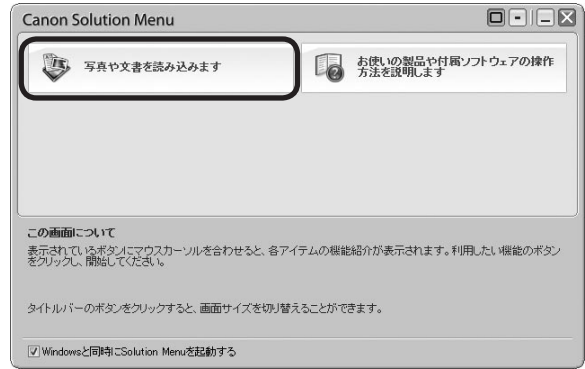 Canon Solution Menu
写真や文書を読み込みます
お使いの製品や付属ソフトウェアの操作
方法を説明します
この画面について
表示されているボタンにマウスカーソルを合わせると、各アイテムの機能紹介が表示されます。利用したい機能のボタン
をクリックし、開始してください。
タイトルバーのボタンをクリックすると、画面サイズを切り替えることができます。
Windowsと同時にSolution Menuを起動する